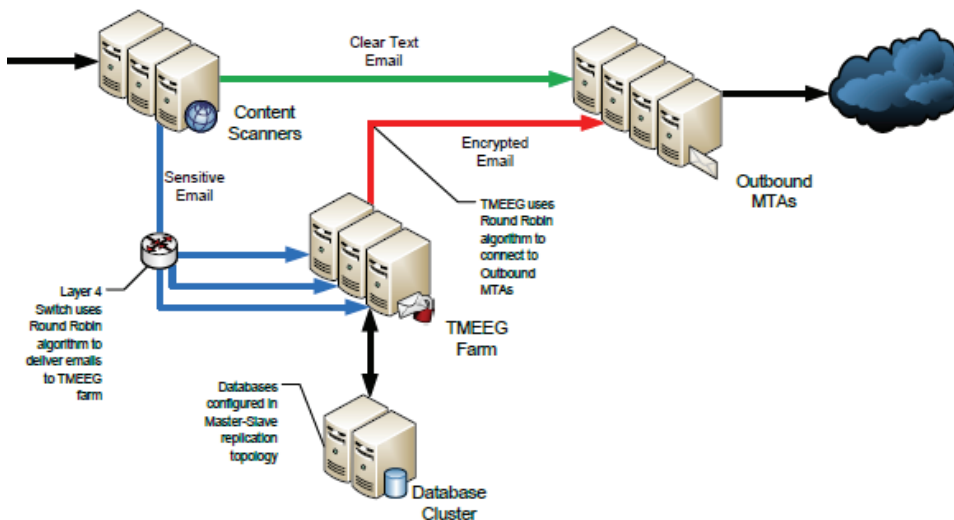 Clear Text
Email
Content
Scanners
Encrypted
Email
Outbound
MTAs
Sensitive
Email
TMEEG uses
Round Robin
algorithm to
connect to
Outbound
MTAs
Layer 4
Switch uses
Round Robin
algorithm to
deliver emails
to TMEEG
farm
TMEEG
Farm
Databases
configured in
Master-Slave
replication
topology
Database
Cluster